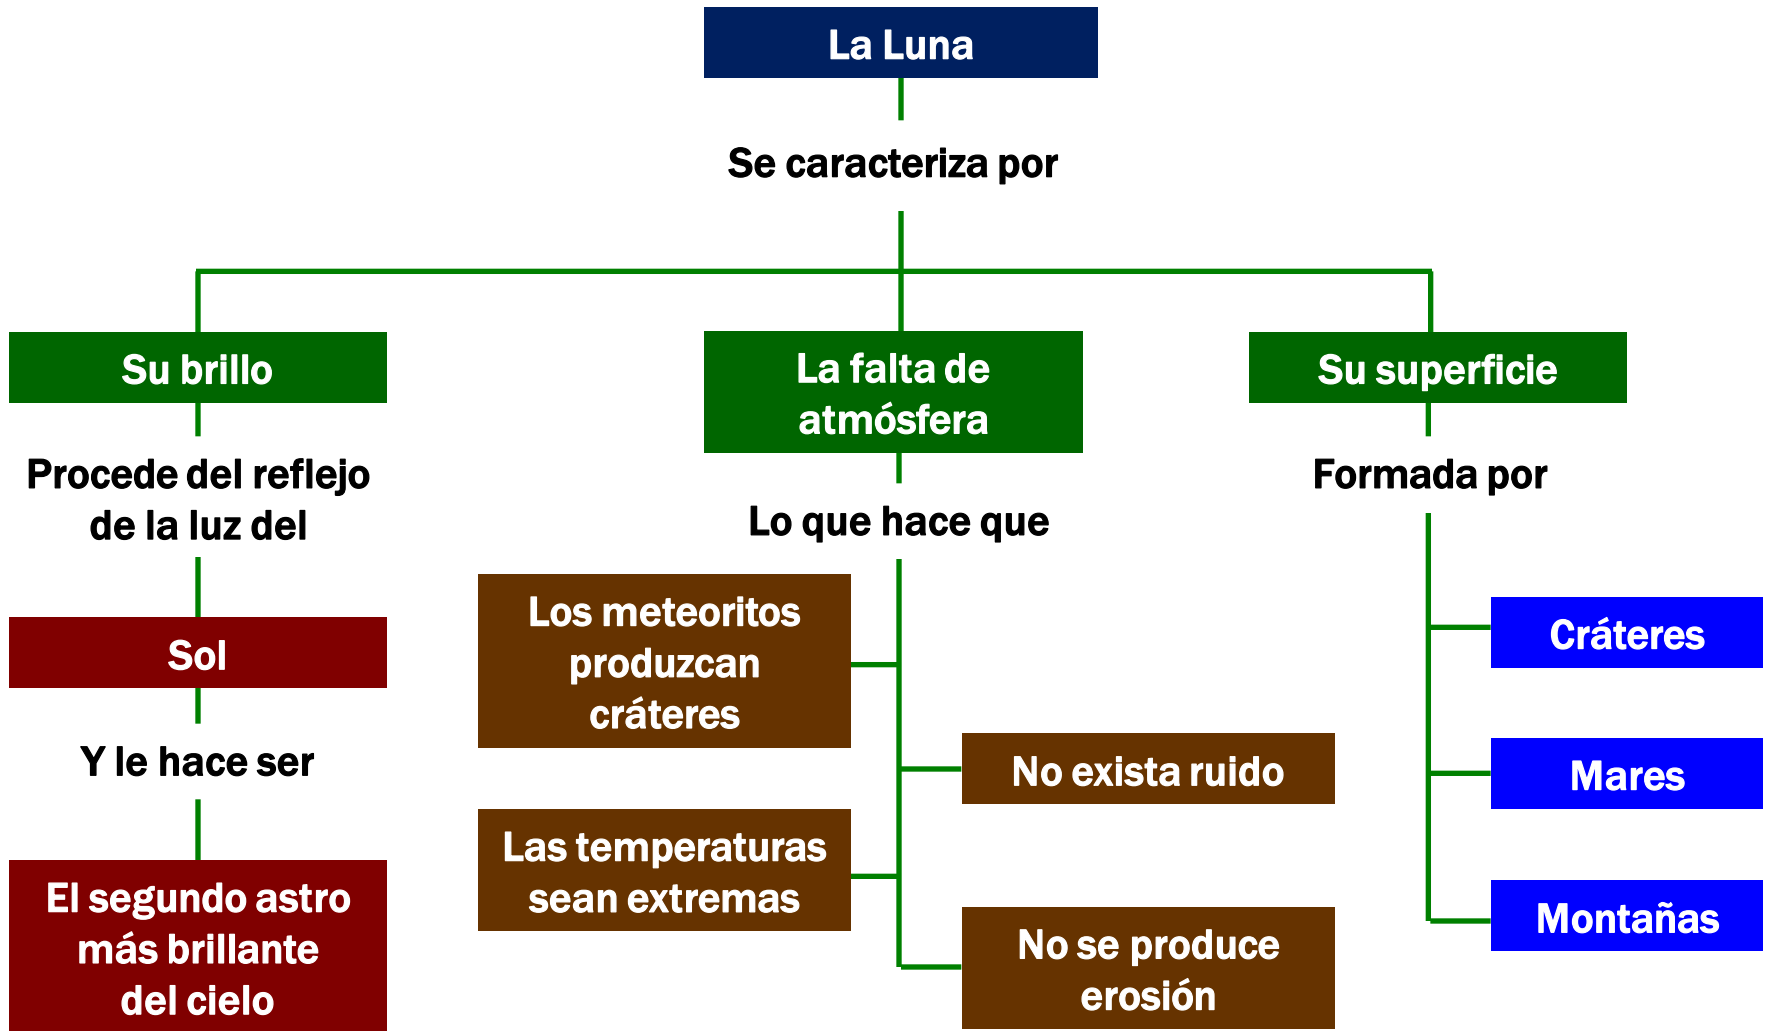 La Luna
Se caracteriza por
Su brillo
Procede del reflejo
de la luz del
Sol
Y le hace ser
El segundo astro
más brillante
del cielo
La falta de
atmósfera
Lo que hace que
Los meteoritos
produzcan
cráteres
No exista ruido
Las temperaturas
sean extremas
No se produce
erosión
Su superficie
Formada por
Cráteres
Mares
Montañas